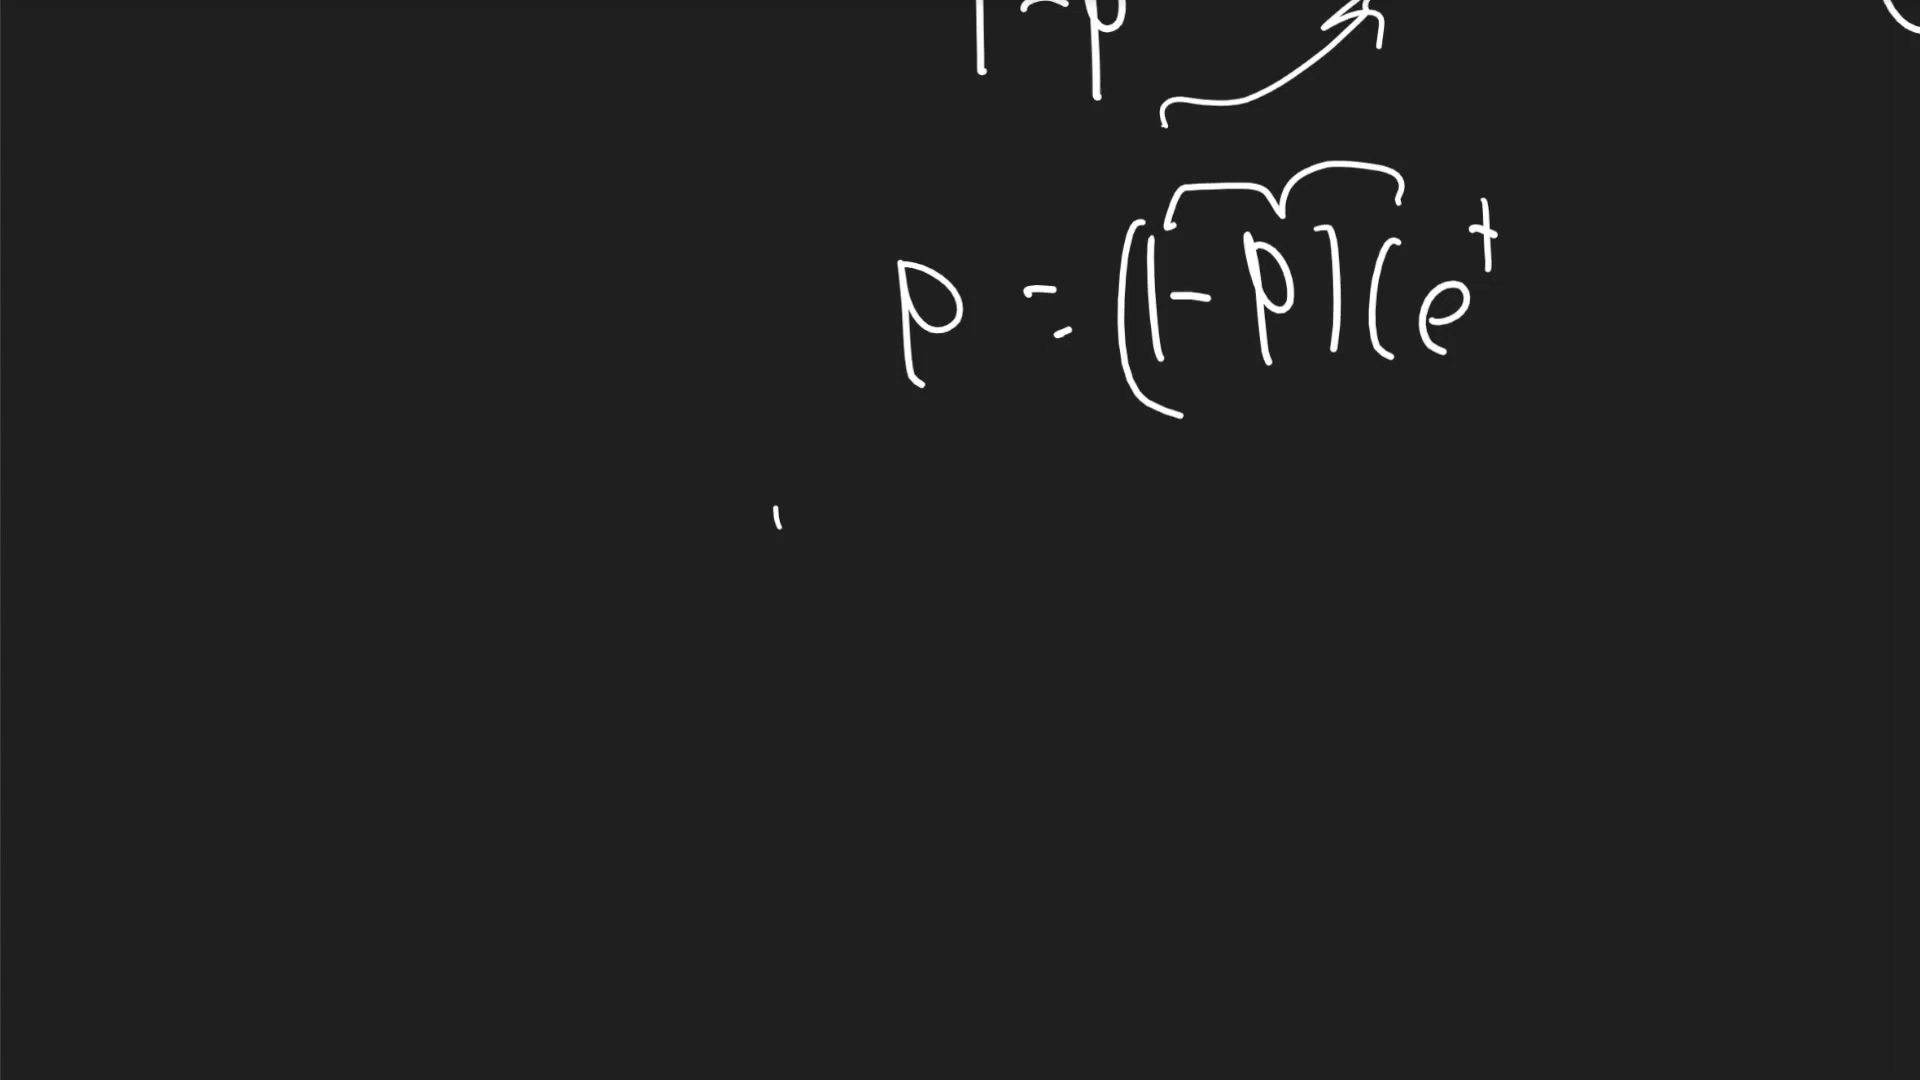 1 - p
p = (1 - p) (e^t